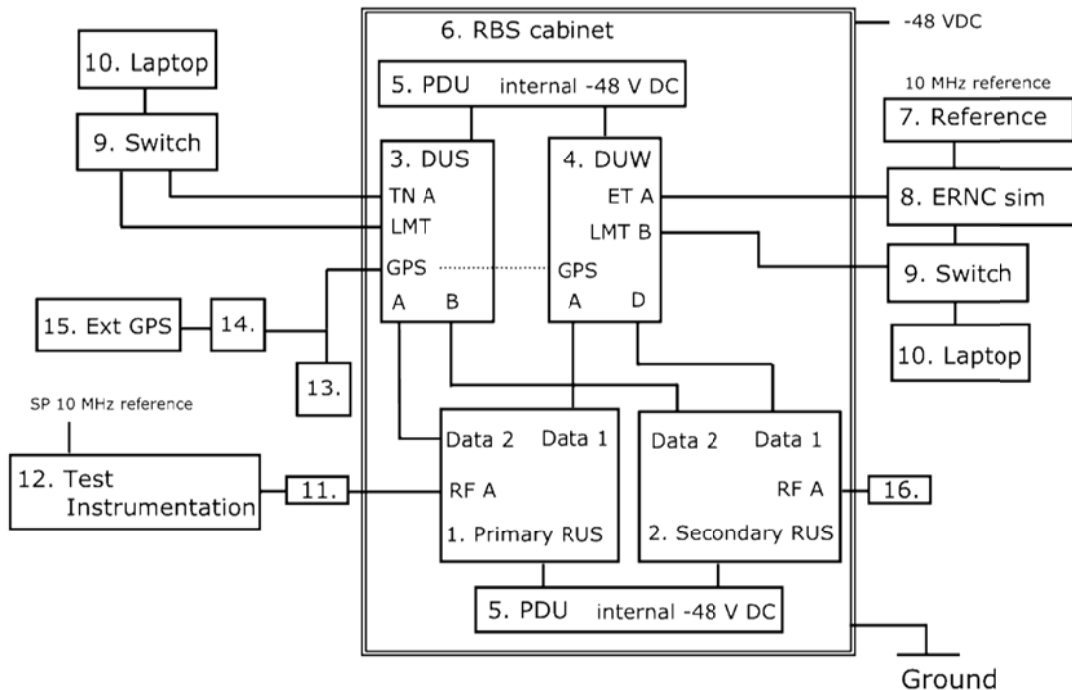 6. RBS cabinet
-48 VDC
10. Laptop
5. PDU internal -48 V DC
10 MHz reference
7. Reference
9. Switch
3. DUS
4. DUW
TN A
ET A
8. ERNC sim
LMT
LMT B
GPS
GPS
9. Switch
A B
A D
15. Ext GPS
14.
10. Laptop
13.
SP 10 MHz reference
Data 2 Data 1
Data 2 Data 1
12. Test
Instrumentation
11.
RF A
RF A
16.
1. Primary RUS
2. Secondary RUS
5. PDU internal -48 V DC
Ground